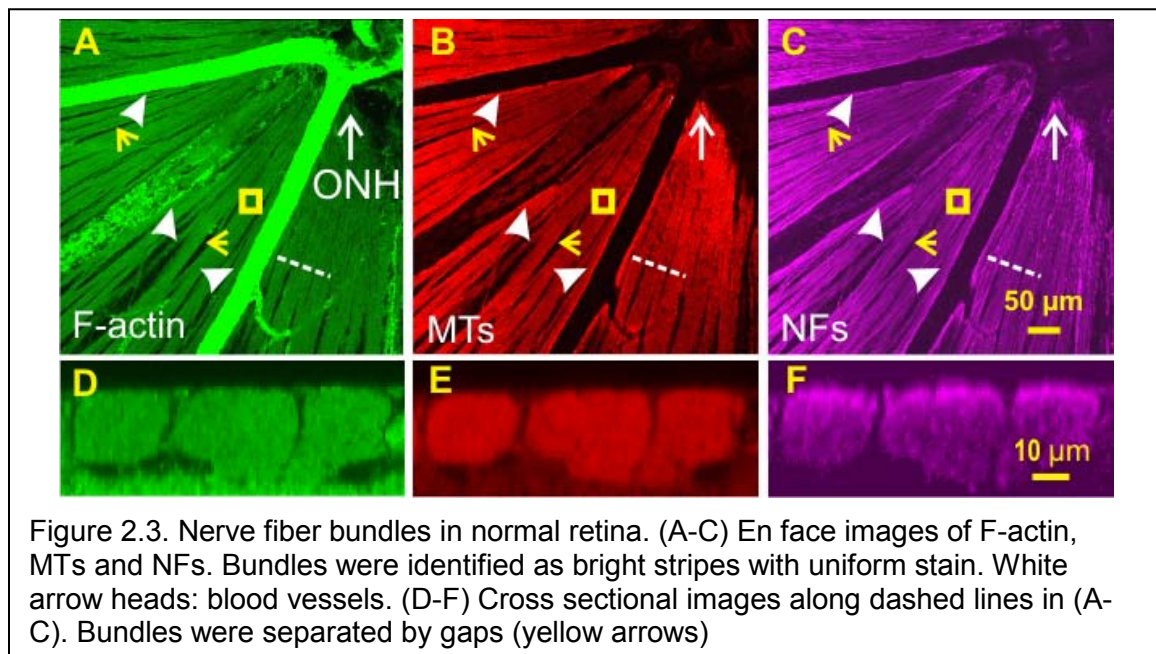 A B C
ONH
F-actin MTs NFs 50 µm
D E F
10 µm
Figure 2.3. Nerve fiber bundles in normal retina. (A-C) En face images of F-actin,
MTs and NFs. Bundles were identified as bright stripes with uniform stain. White
arrow heads: blood vessels. (D-F) Cross sectional images along dashed lines in (A-
C). Bundles were separated by gaps (yellow arrows)